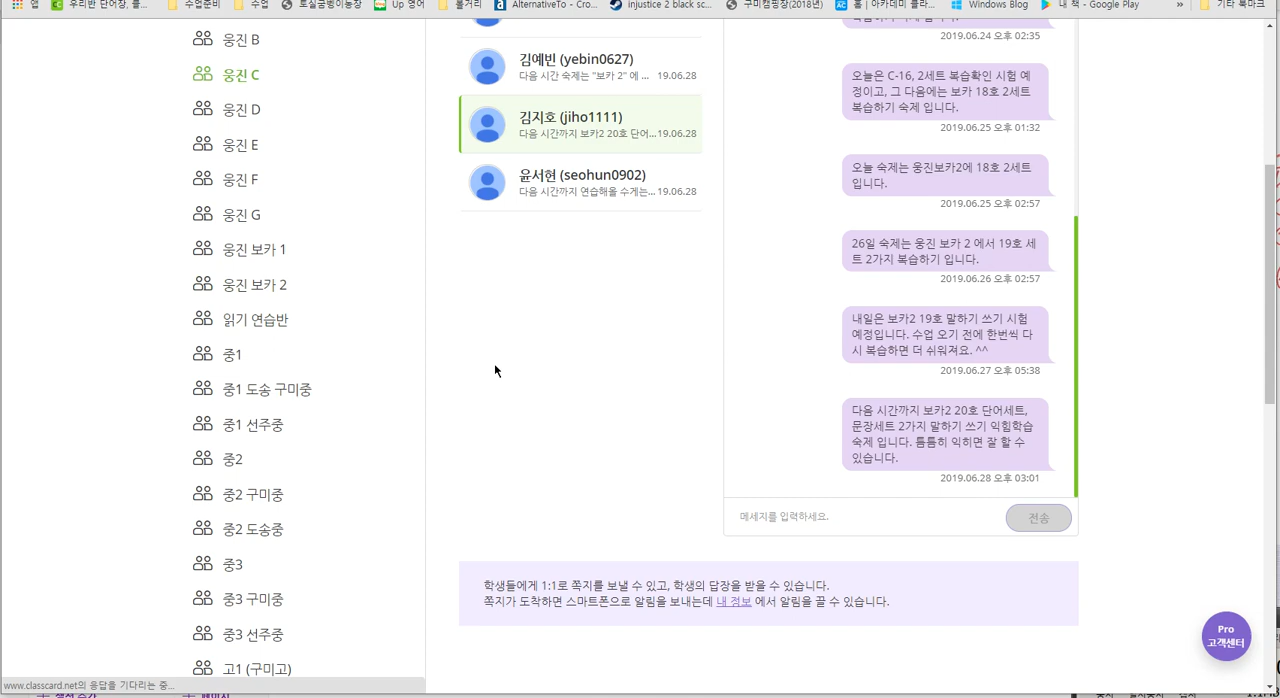 앱
우리반 단어장, 클...
수업준비
수업
토실금병이농장
Up 영어
볼거리
AlternativeTo - Cro...
injustice 2 black sc...
구미캠핑장(2018년)
홈 | 아카데미 클라...
Windows Blog
내 책 - Google Play
»
기타 북마크
웅진 B
웅진 C
웅진 D
웅진 E
웅진 F
웅진 G
웅진 보카 1
웅진 보카 2
읽기 연습반
중1
중1 도송 구미중
중1 선주중
중2
중2 구미중
중2 도송중
중3
중3 구미중
중3 선주중
고1 (구미고)
김예빈 (yebin0627)
다음 시간 숙제는 "보카 2" 에 ... 19.06.28
김지호 (jiho1111)
다음 시간까지 보카2 20호 단어... 19.06.28
윤서현 (seohun0902)
다음 시간까지 연습해올 수게는... 19.06.28
2019.06.24 오후 02:35
오늘은 C-16, 2세트 복습확인 시험 예
정이고, 그 다음에는 보카 18호 2세트
복습하기 숙제 입니다.
2019.06.25 오후 01:32
오늘 숙제는 웅진보카2에 18호 2세트
입니다.
2019.06.25 오후 02:57
26일 숙제는 웅진 보카 2 에서 19호 세
트 2가지 복습하기 입니다.
2019.06.26 오후 02:57
내일은 보카2 19호 말하기 쓰기 시험
예정입니다. 수업 오기 전에 한번씩 다
시 복습하면 더 쉬워져요. ^^
2019.06.27 오후 05:38
다음 시간까지 보카2 20호 단어세트,
문장세트 2가지 말하기 쓰기 익힘학습
숙제 입니다. 틈틈히 익히면 잘 할 수
있습니다.
2019.06.28 오후 03:01
메세지를 입력하세요.
전송
학생들에게 1:1로 쪽지를 보낼 수 있고, 학생의 답장을 받을 수 있습니다.
쪽지가 도착하면 스마트폰으로 알림을 보내는데 내 정보 에서 알림을 끌 수 있습니다.
Pro
고객센터
www.classcard.net의 응답을 기다리는 중...